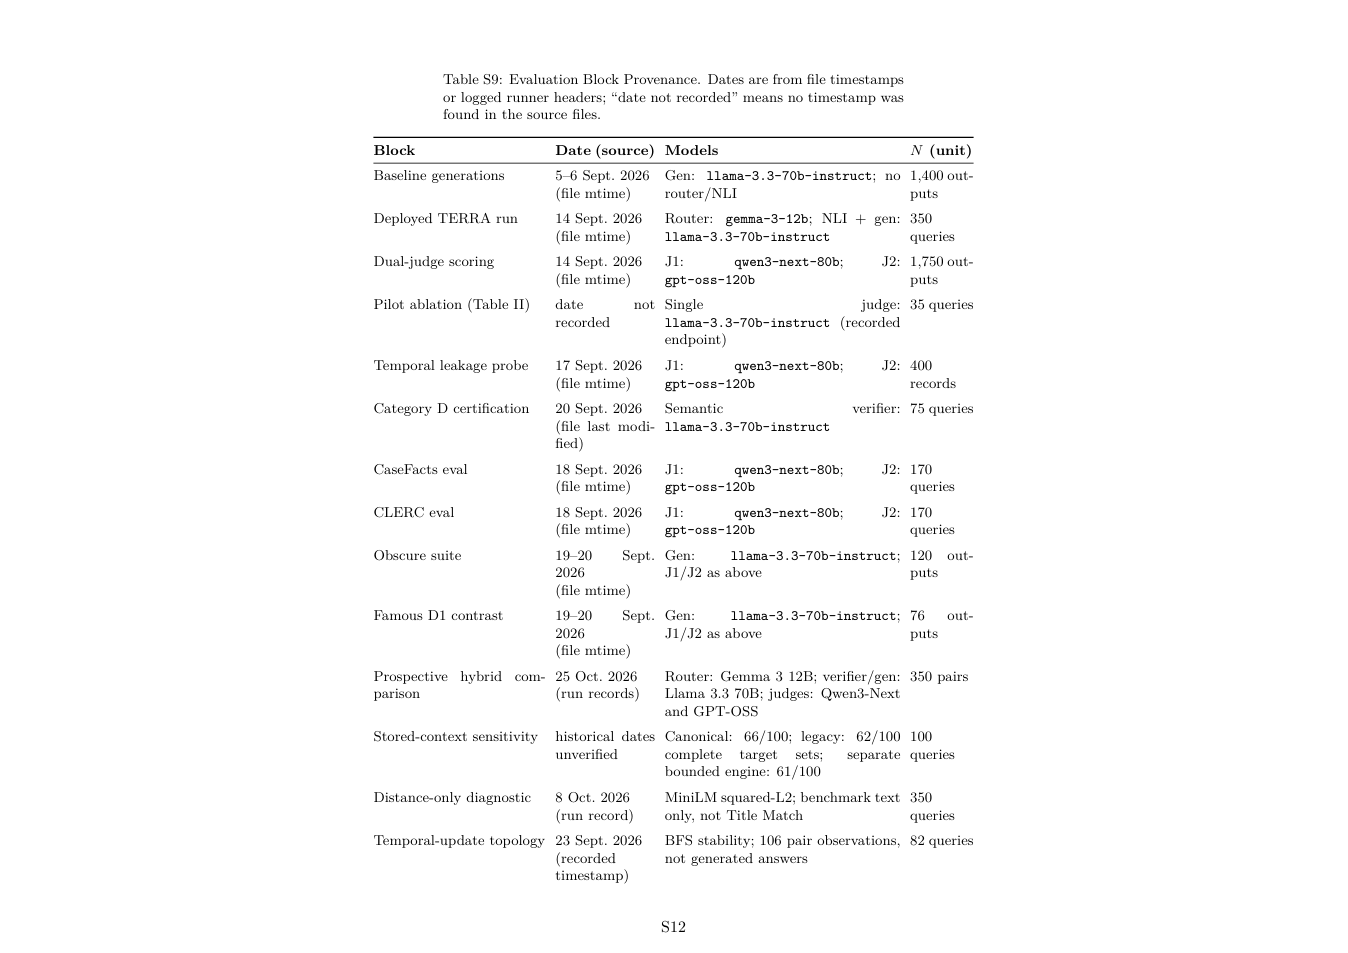 Table S9: Evaluation Block Provenance. Dates are from file timestamps
or logged runner headers; “date not recorded” means no timestamp was
found in the source files.
Block Date (source) Models N (unit)
Baseline generations 5–6 Sept. 2026 Gen: llama-3.3-70b-instruct; no 1,400 out-
(file mtime) router/NLI puts
Deployed TERRA run 14 Sept. 2026 Router: gemma-3-12b; NLI + gen: 350
(file mtime) llama-3.3-70b-instruct queries
Dual-judge scoring 14 Sept. 2026 J1: qwen3-next-80b; J2: 1,750 out-
(file mtime) gpt-oss-120b puts
Pilot ablation (Table II) date not Single judge: 35 queries
recorded llama-3.3-70b-instruct (recorded
endpoint)
Temporal leakage probe 17 Sept. 2026 J1: qwen3-next-80b; J2: 400
(file mtime) gpt-oss-120b records
Category D certification 20 Sept. 2026 Semantic verifier: 75 queries
(file last modi- llama-3.3-70b-instruct
fied)
CaseFacts eval 18 Sept. 2026 J1: qwen3-next-80b; J2: 170
(file mtime) gpt-oss-120b queries
CLERC eval 18 Sept. 2026 J1: qwen3-next-80b; J2: 170
(file mtime) gpt-oss-120b queries
Obscure suite 19–20 Sept. Gen: llama-3.3-70b-instruct; 120 out-
2026 J1/J2 as above puts
(file mtime)
Famous D1 contrast 19–20 Sept. Gen: llama-3.3-70b-instruct; 76 out-
2026 J1/J2 as above puts
(file mtime)
Prospective hybrid com- 25 Oct. 2026 Router: Gemma 3 12B; verifier/gen: 350 pairs
parison (run records) Llama 3.3 70B; judges: Qwen3-Next
and GPT-OSS
Stored-context sensitivity historical dates Canonical: 66/100; legacy: 62/100 100
unverified complete target sets; separate queries
bounded engine: 61/100
Distance-only diagnostic 8 Oct. 2026 MiniLM squared-L2; benchmark text 350
(run record) only, not Title Match queries
Temporal-update topology 23 Sept. 2026 BFS stability; 106 pair observations, 82 queries
(recorded not generated answers
timestamp)
S12